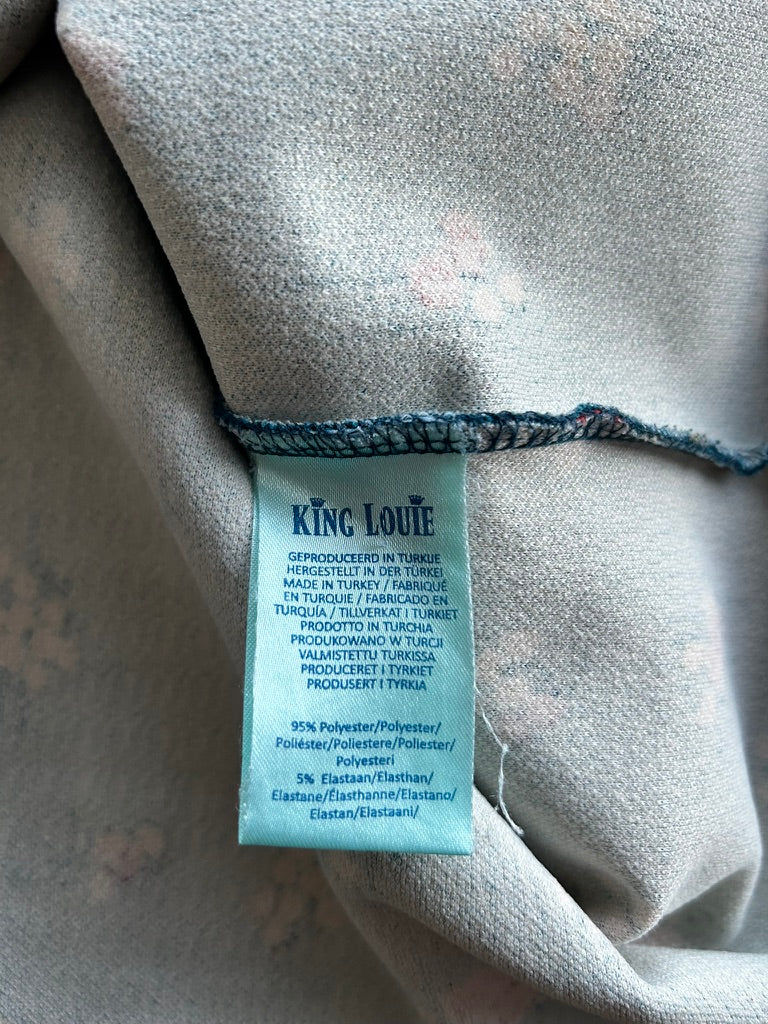 KING LOUIE
GEPRODUCEERD IN TURKIJE
HERGESTELLT IN DER TÜRKEI
MADE IN TURKEY / FABRIQUÉ
EN TURQUIE / FABRICADO EN
TURQUÍA / TILLVERKAT I TURKIET
PRODOTTO IN TURCHIA
PRODUKOWANO W TURCJI
VALMISTETTU TURKISSA
PRODUCERET I TYRKIET
PRODUSERT I TYRKIA
95% Polyester/Polyester/
Poliéster/Poliestere/Poliester/
Polyesteri
5% Elastaan/Elasthan/
Elastane/Élasthanne/Elastano/
Elastan/Elastaani/